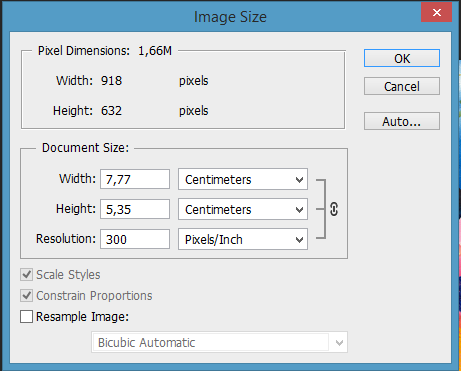 Image Size
Pixel Dimensions: 1,66M
Width: 918 pixels
Height: 632 pixels
OK
Cancel
Auto...
Document Size:
Width: 7,77 Centimeters
Height: 5,35 Centimeters
Resolution: 300 Pixels/Inch
Scale Styles
Constrain Proportions
Resample Image:
Bicubic Automatic